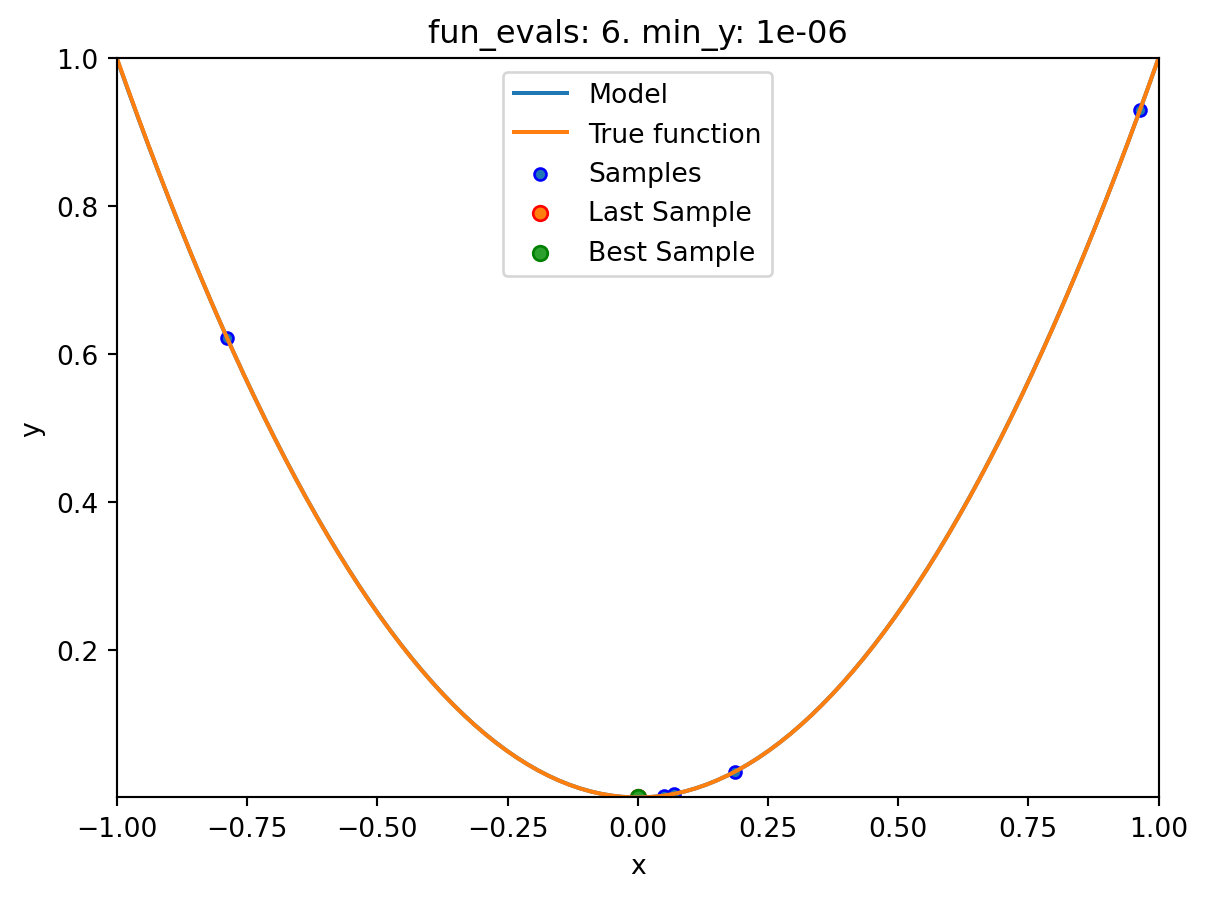 fun_evals: 6. min_y: 1e-06
Model
True function
Samples
Last Sample
Best Sample
1.0
0.8
0.6
0.4
0.2
y
−1.00 −0.75 −0.50 −0.25 0.00 0.25 0.50 0.75 1.00
x